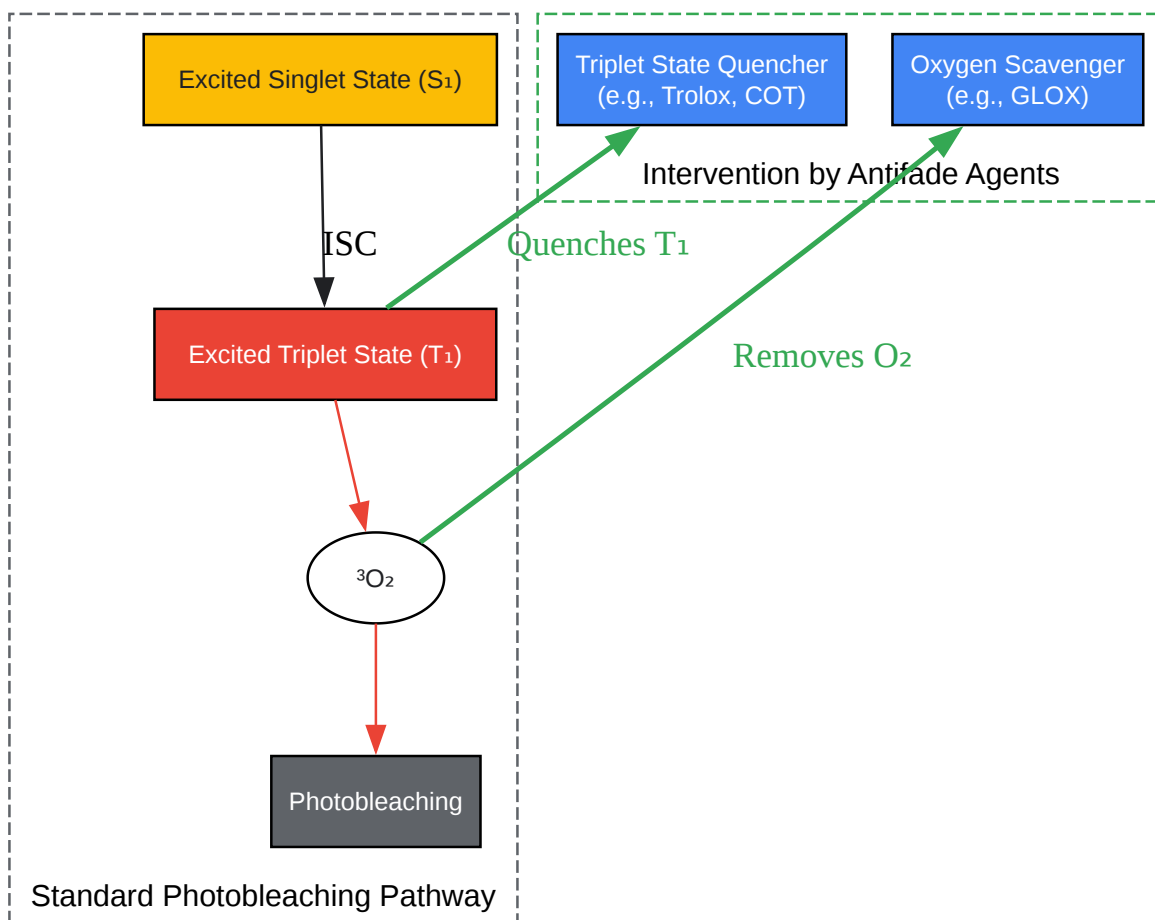 Excited Singlet State (S₁)
Triplet State Quencher
(e.g., Trolox, COT)
Oxygen Scavenger
(e.g., GLOX)
Intervention by Antifade Agents
ISC
Quenches T₁
Excited Triplet State (T₁)
Removes O₂
³O₂
Photobleaching
Standard Photobleaching Pathway